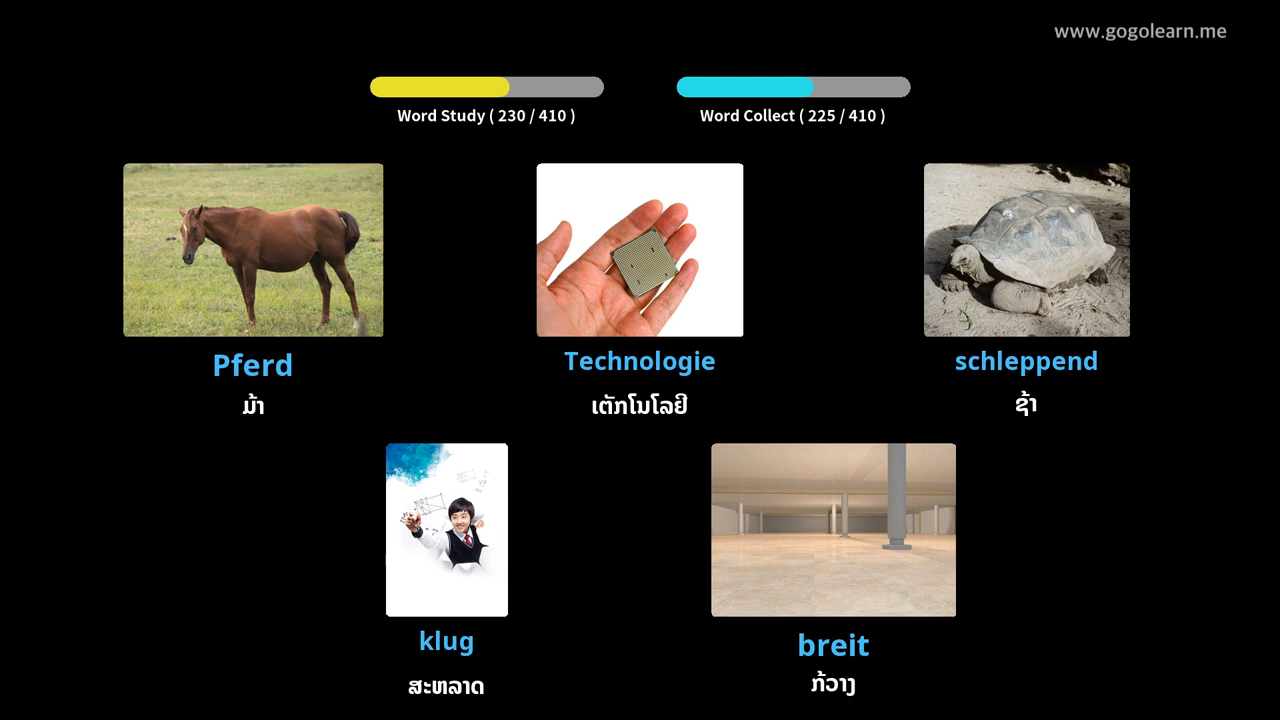 www.gogolearn.me
Word Study ( 230 / 410 )
Word Collect ( 225 / 410 )
Pferd
ມ້າ
Technologie
ເຕັກໂນໂລຢີ
schleppend
ຊ້າ
klug
ສະຫລາດ
breit
ກ້ວາງ